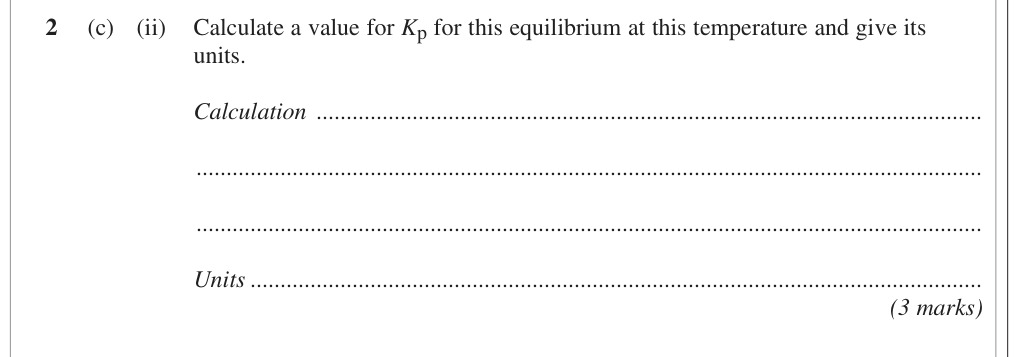 2 (c) (ii) Calculate a value for Kp for this equilibrium at this temperature and give its
units.
Calculation ................................................................................................................
....................................................................................................................................
....................................................................................................................................
Units ...........................................................................................................................
(3 marks)